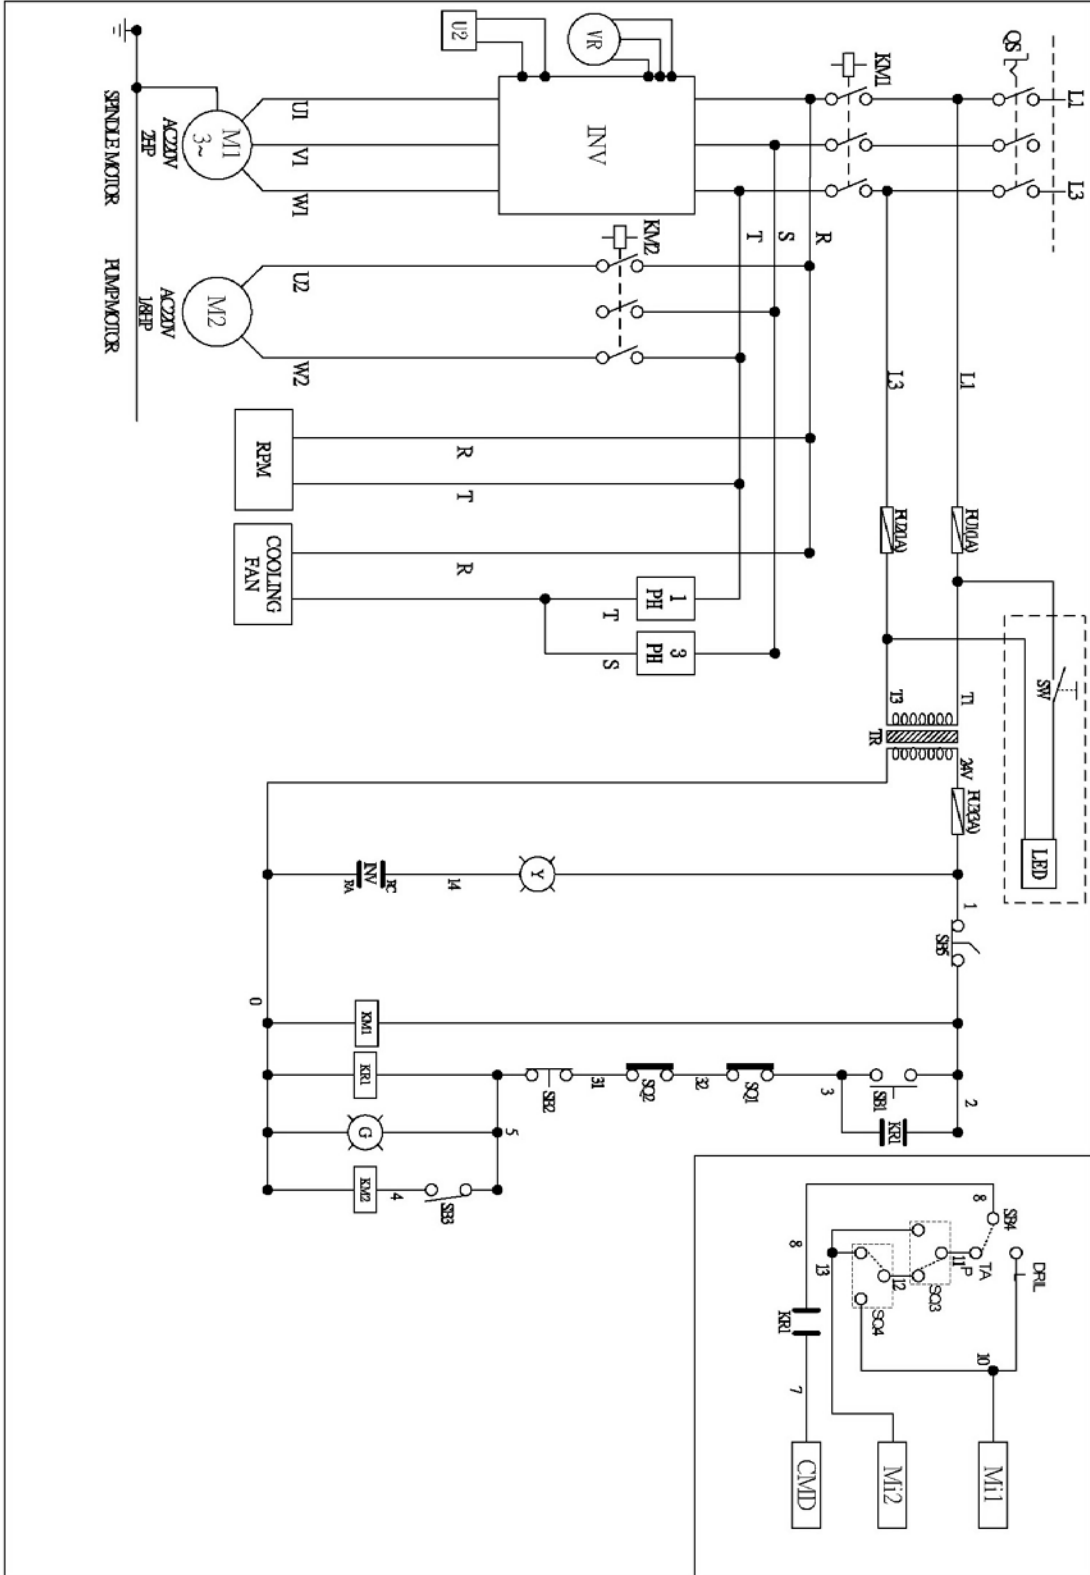 U2
VR
KM1
QS
L1
L3
INV
U1
V1
W1
M1
3~
AC220V
2HP
SPINDLE MOTOR
KM2
T
S
R
U2
W2
M2
AC220V
1/8HP
PUMP MOTOR
L3
L1
RPM
R
T
COOLING
FAN
R
T
S
1
PH
3
PH
FU2(1A)
FU1(1A)
SW
LED
T3
T1
TR
24V
FU3(3A)
INV
RA
RC
14
Y
1
SB5
0
KM1
KR1
G
KM2
4
SB3
5
SB2
31
SQ2
32
SQ1
3
SB1
KR1
2
8
SB4
DRIL
L
TA
P
11
SQ3
12
SQ4
13
8
10
KR1
7
CMD
Mi2
Mi1